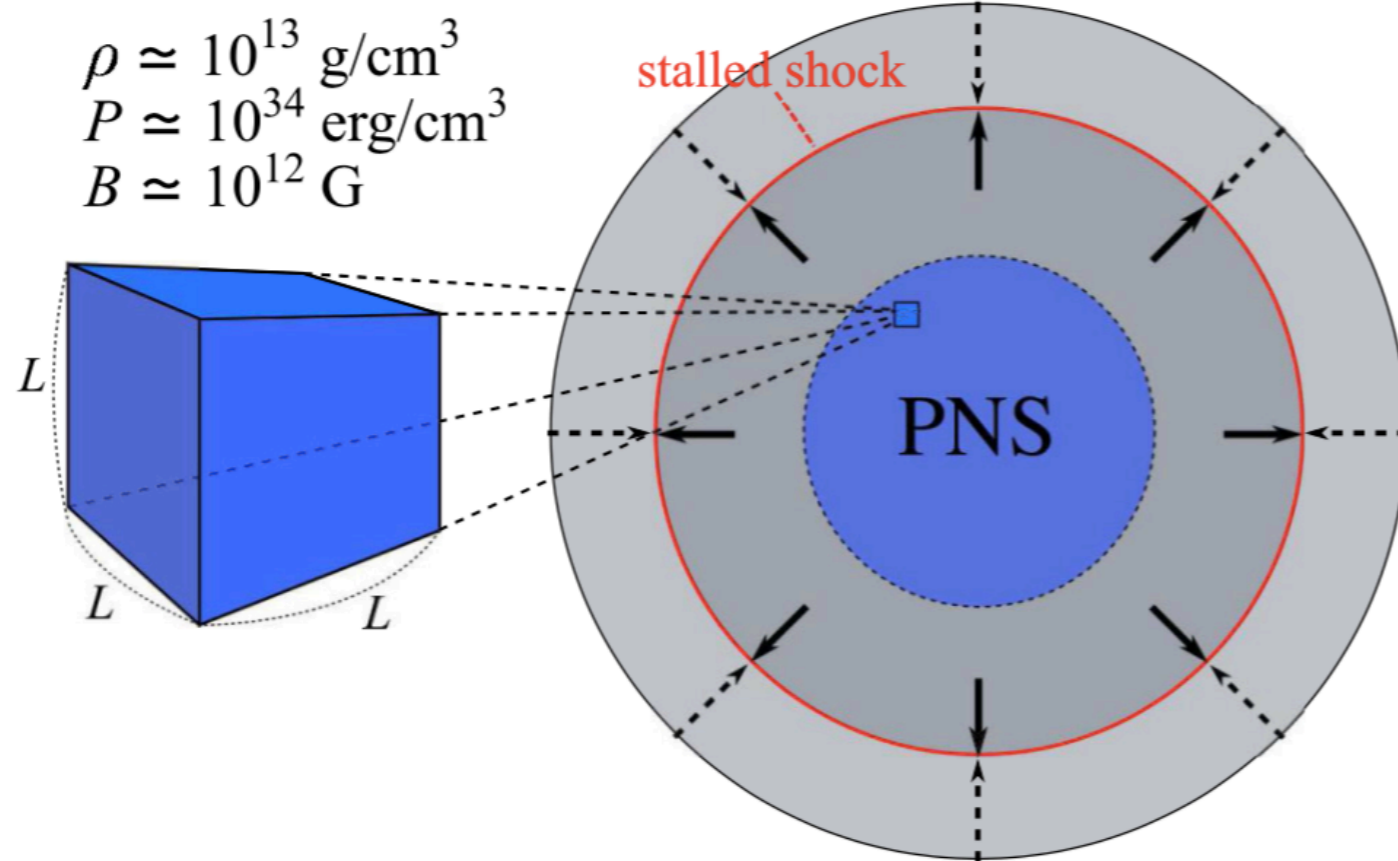 ρ ≃ 10¹³ g/cm³
P ≃ 10³⁴ erg/cm³
B ≃ 10¹² G
stalled shock
L
PNS
L
L